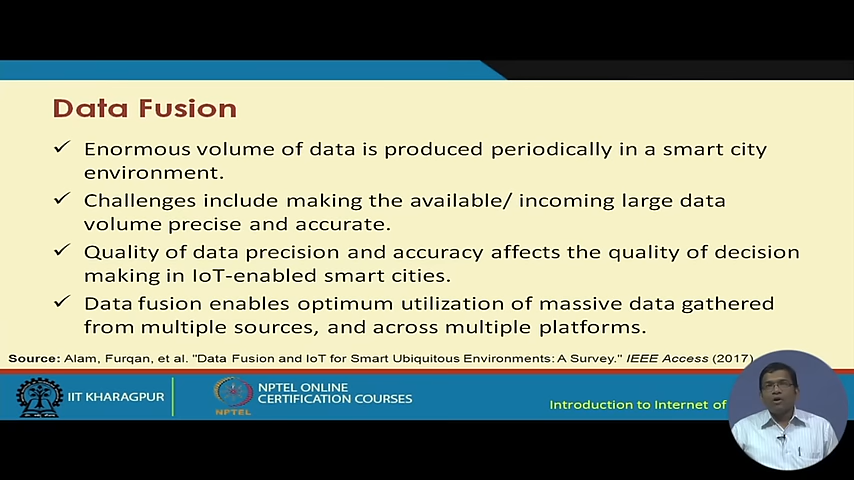 Data Fusion
✓ Enormous volume of data is produced periodically in a smart city
environment.
✓ Challenges include making the available/ incoming large data
volume precise and accurate.
✓ Quality of data precision and accuracy affects the quality of decision
making in IoT-enabled smart cities.
✓ Data fusion enables optimum utilization of massive data gathered
from multiple sources, and across multiple platforms.
Source: Alam, Furqan, et al. "Data Fusion and IoT for Smart Ubiquitous Environments: A Survey." IEEE Access (2017)
IIT KHARAGPUR
NPTEL
NPTEL ONLINE
CERTIFICATION COURSES
Introduction to Internet of